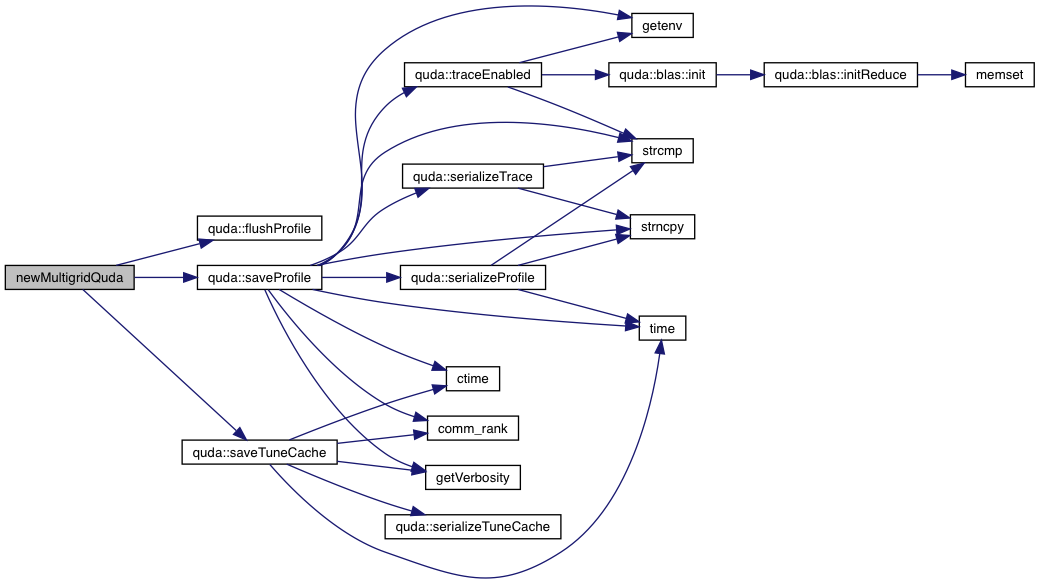 getenv
quda::traceEnabled
quda::blas::init
quda::blas::initReduce
memset
strcmp
quda::serializeTrace
quda::flushProfile
strncpy
newMultigridQuda
quda::saveProfile
quda::serializeProfile
time
ctime
comm_rank
quda::saveTuneCache
getVerbosity
quda::serializeTuneCache